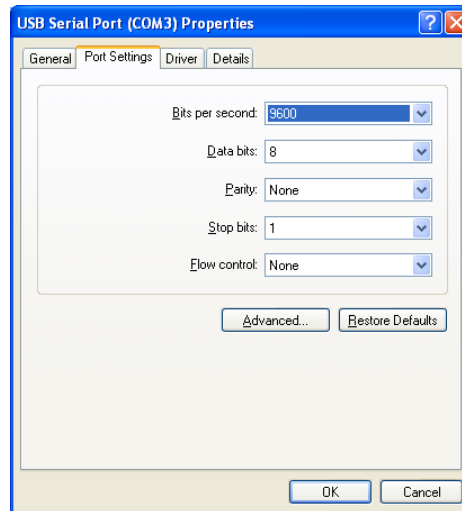 USB Serial Port (COM3) Properties
General Port Settings Driver Details
Bits per second: 9600
Data bits: 8
Parity: None
Stop bits: 1
Flow control: None
Advanced... Restore Defaults
OK Cancel